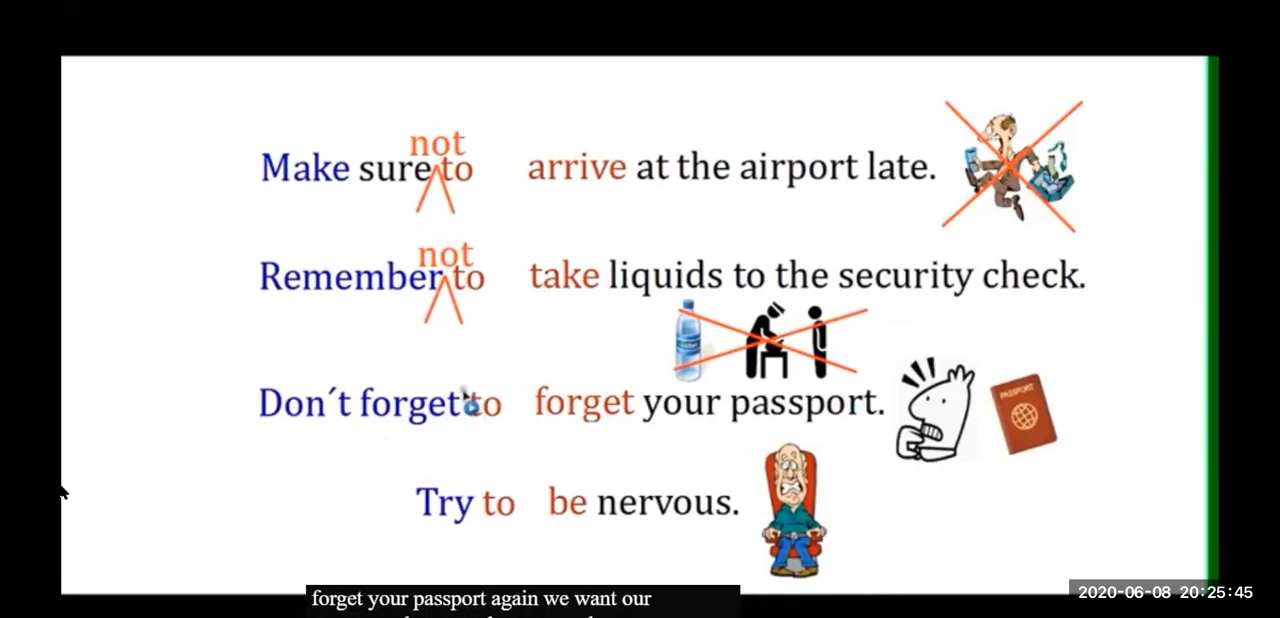 not
Make sure to arrive at the airport late.
not
Remember to take liquids to the security check.
Don´t forget to forget your passport.
PASSPORT
Try to be nervous.
forget your passport again we want our
2020-06-08 20:25:45